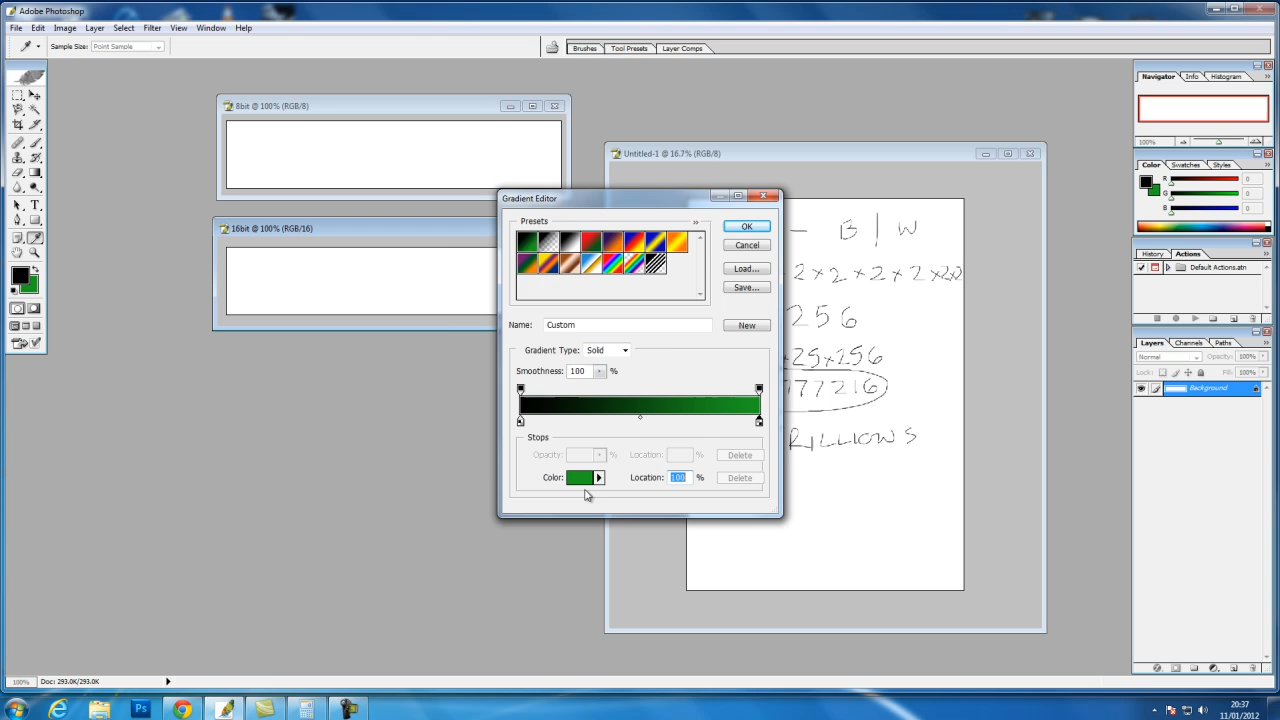 Adobe Photoshop
File Edit Image Layer Select Filter View Window Help
Sample Size: Point Sample
Brushes Tool Presets Layer Comps
8bit @ 100% (RGB/8)
16bit @ 100% (RGB/16)
Untitled-1 @ 16.7% (RGB/8)
– B | W
2×2×2×2×2×2
256
×25×256
777216
RILLIONS
Gradient Editor
Presets
OK
Cancel
Load...
Save...
Name: Custom
New
Gradient Type: Solid
Smoothness: 100 %
Stops
Opacity: % Location: % Delete
Color: Location: 100 % Delete
Navigator Info Histogram
100%
Color Swatches Styles
R 0
G 0
B 0
History Actions
Default Actions.atn
Layers Channels Paths
Normal Opacity: 100%
Lock: Fill: 100%
Background
100% Doc: 293.0K/293.0K
Ps
20:37
11/01/2012